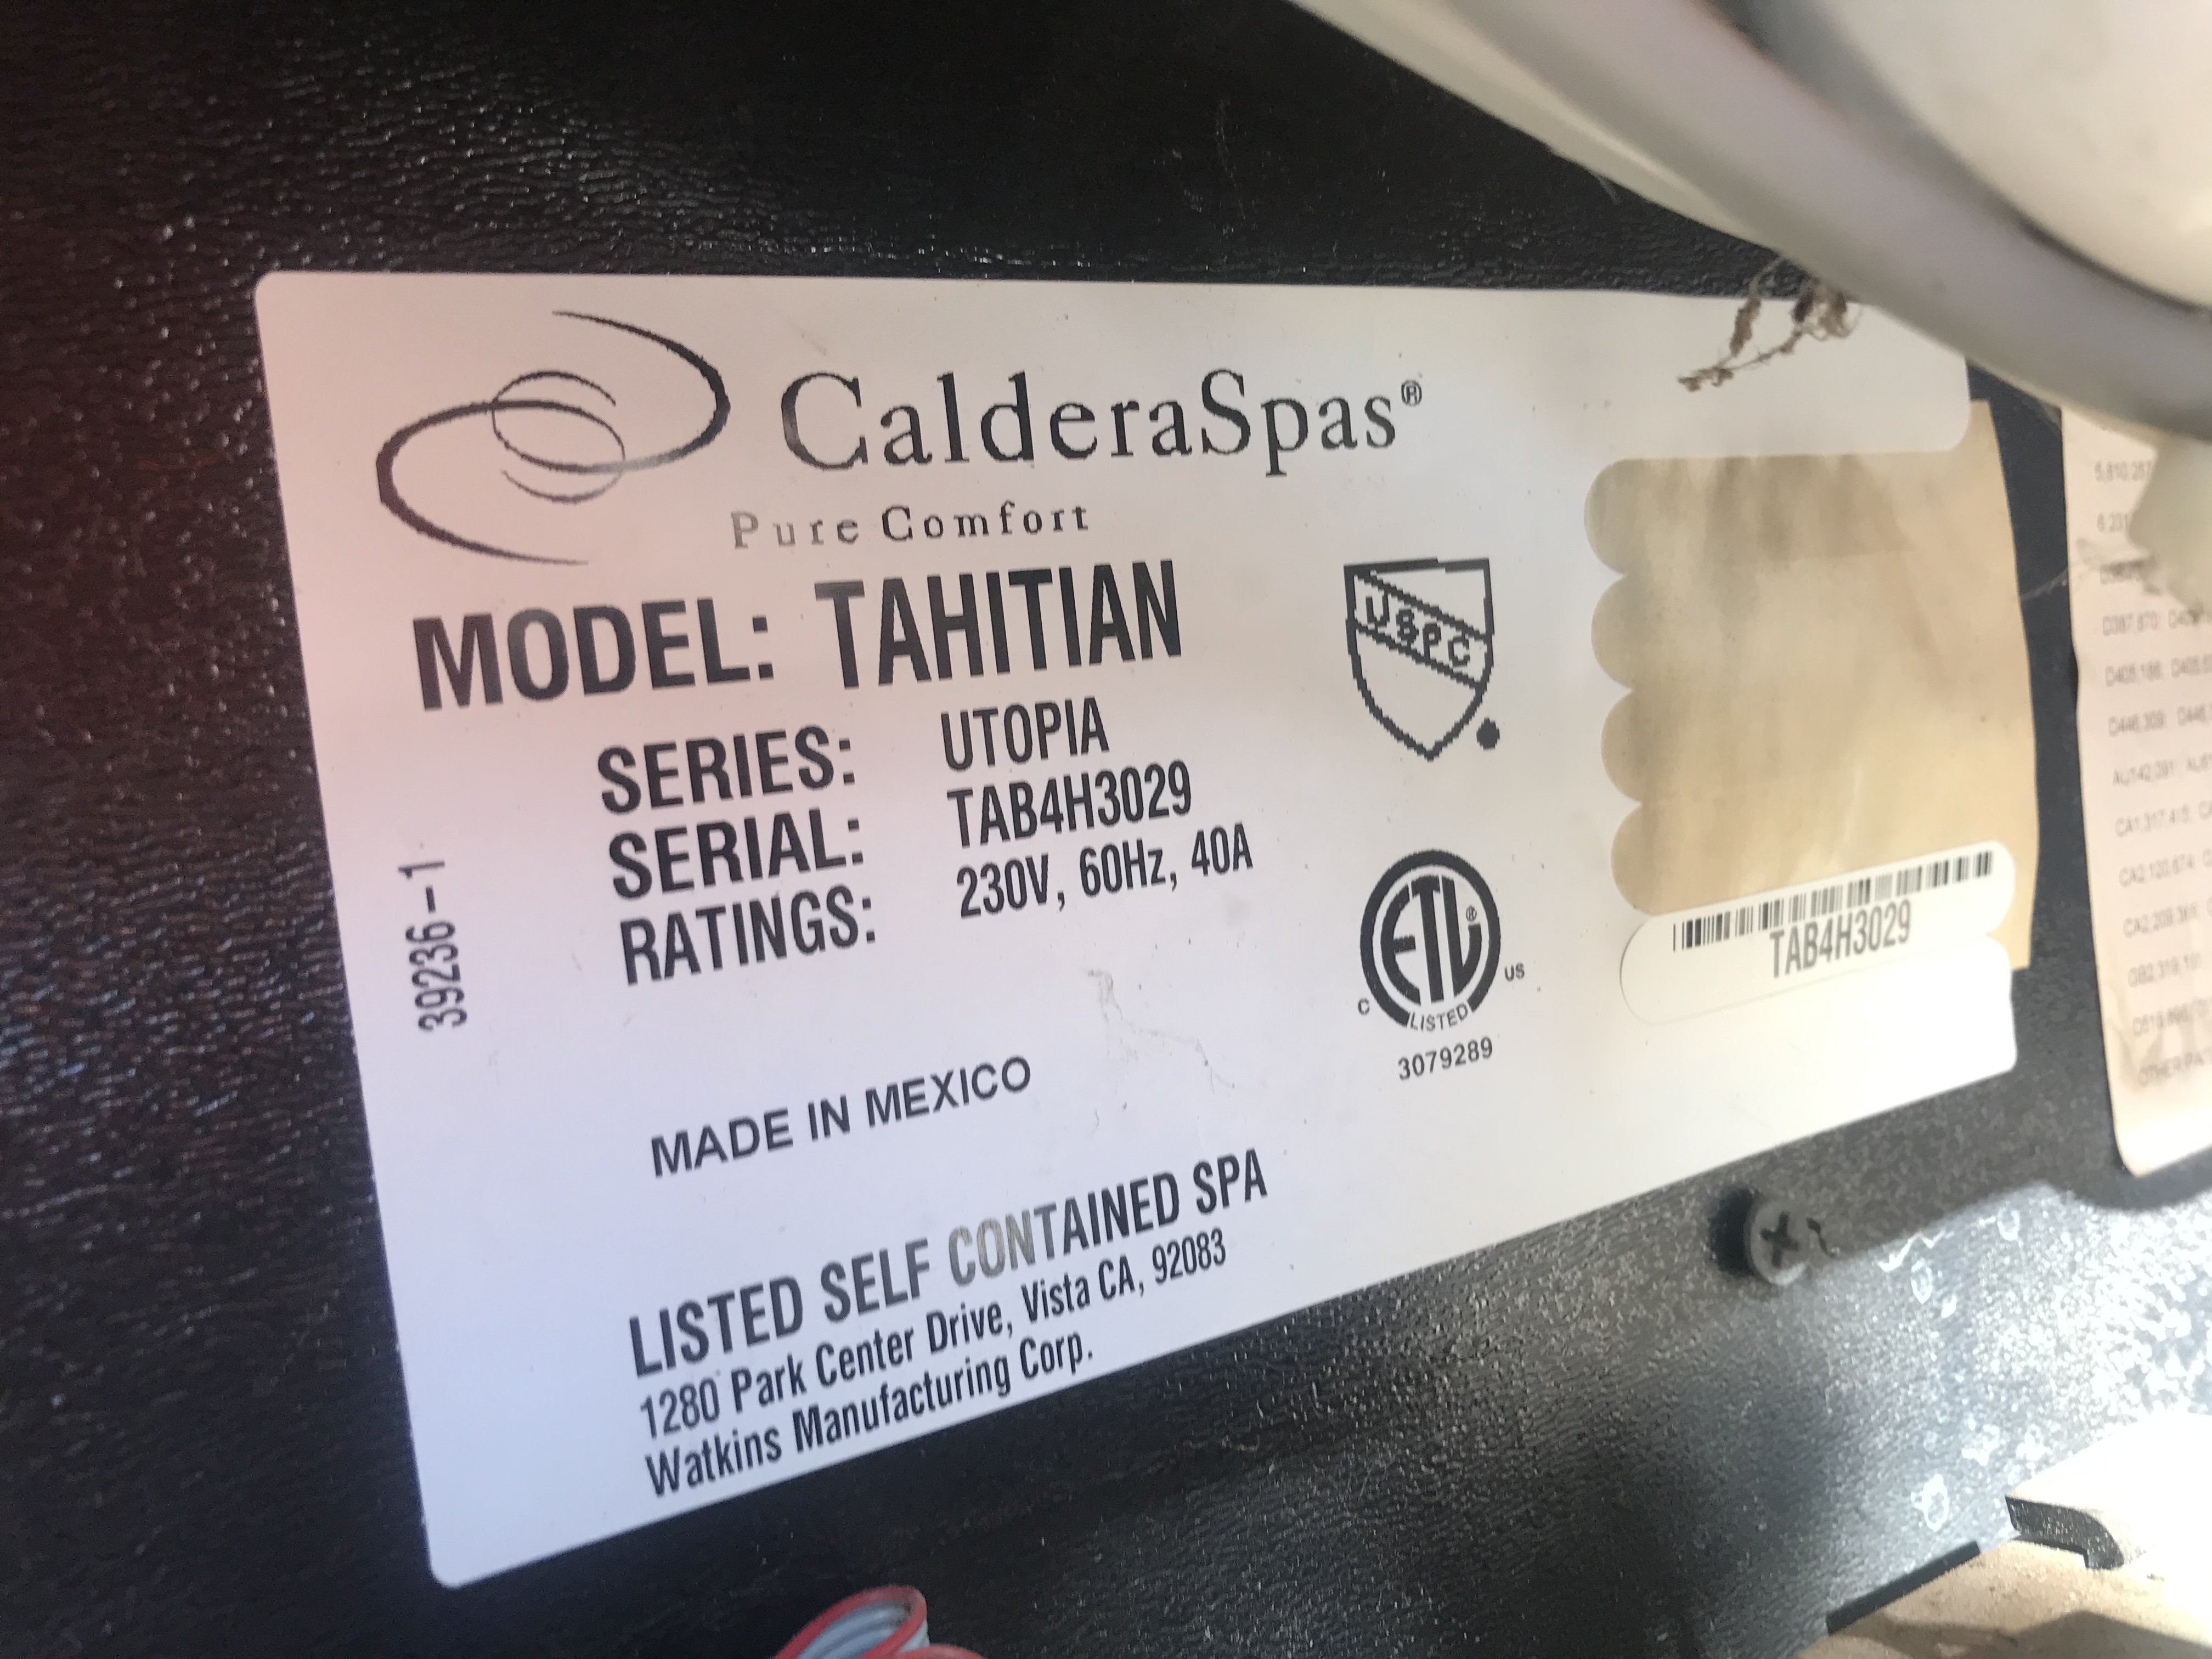 CalderaSpas®
Pure Comfort
MODEL: TAHITIAN
SERIES: UTOPIA
SERIAL: TAB4H3029
RATINGS: 230V, 60Hz, 40A
39236-1
MADE IN MEXICO
LISTED SELF CONTAINED SPA
1280 Park Center Drive, Vista CA, 92083
Watkins Manufacturing Corp.
USPC
ETL®
C US
LISTED
3079289
TAB4H3029